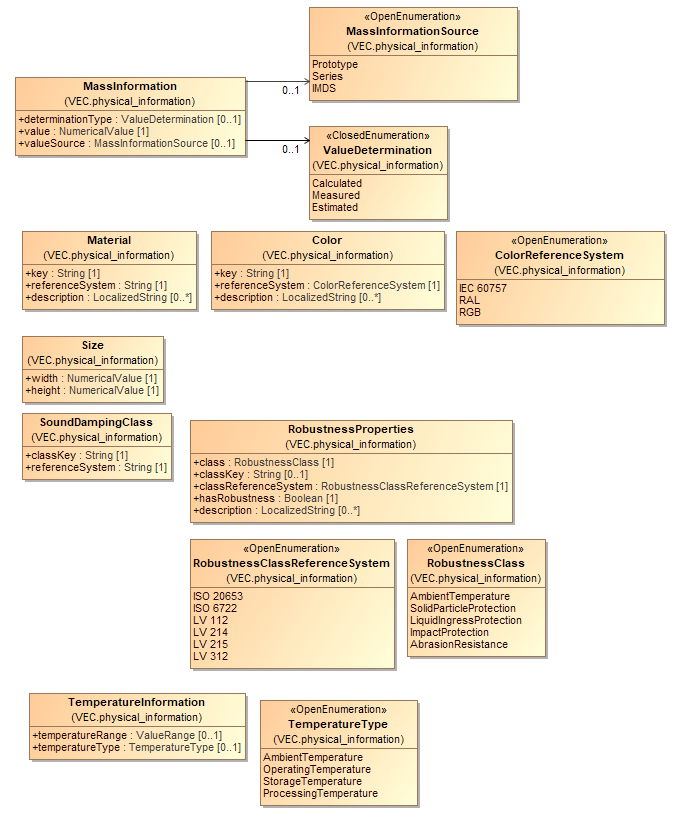 «OpenEnumeration»
MassInformationSource
(VEC.physical_information)
Prototype
Series
IMDS
MassInformation
(VEC.physical_information)
+determinationType : ValueDetermination [0..1]
+value : NumericalValue [1]
+valueSource : MassInformationSource [0..1]
0..1
0..1
«ClosedEnumeration»
ValueDetermination
(VEC.physical_information)
Calculated
Measured
Estimated
Material
(VEC.physical_information)
+key : String [1]
+referenceSystem : String [1]
+description : LocalizedString [0..*]
Color
(VEC.physical_information)
+key : String [1]
+referenceSystem : ColorReferenceSystem [1]
+description : LocalizedString [0..*]
«OpenEnumeration»
ColorReferenceSystem
(VEC.physical_information)
IEC 60757
RAL
RGB
Size
(VEC.physical_information)
+width : NumericalValue [1]
+height : NumericalValue [1]
SoundDampingClass
(VEC.physical_information)
+classKey : String [1]
+referenceSystem : String [1]
RobustnessProperties
(VEC.physical_information)
+class : RobustnessClass [1]
+classKey : String [0..1]
+classReferenceSystem : RobustnessClassReferenceSystem [1]
+hasRobustness : Boolean [1]
+description : LocalizedString [0..*]
«OpenEnumeration»
RobustnessClassReferenceSystem
(VEC.physical_information)
ISO 20653
ISO 6722
LV 112
LV 214
LV 215
LV 312
«OpenEnumeration»
RobustnessClass
(VEC.physical_information)
AmbientTemperature
SolidParticleProtection
LiquidIngressProtection
ImpactProtection
AbrasionResistance
TemperatureInformation
(VEC.physical_information)
+temperatureRange : ValueRange [0..1]
+temperatureType : TemperatureType [0..1]
«OpenEnumeration»
TemperatureType
(VEC.physical_information)
AmbientTemperature
OperatingTemperature
StorageTemperature
ProcessingTemperature